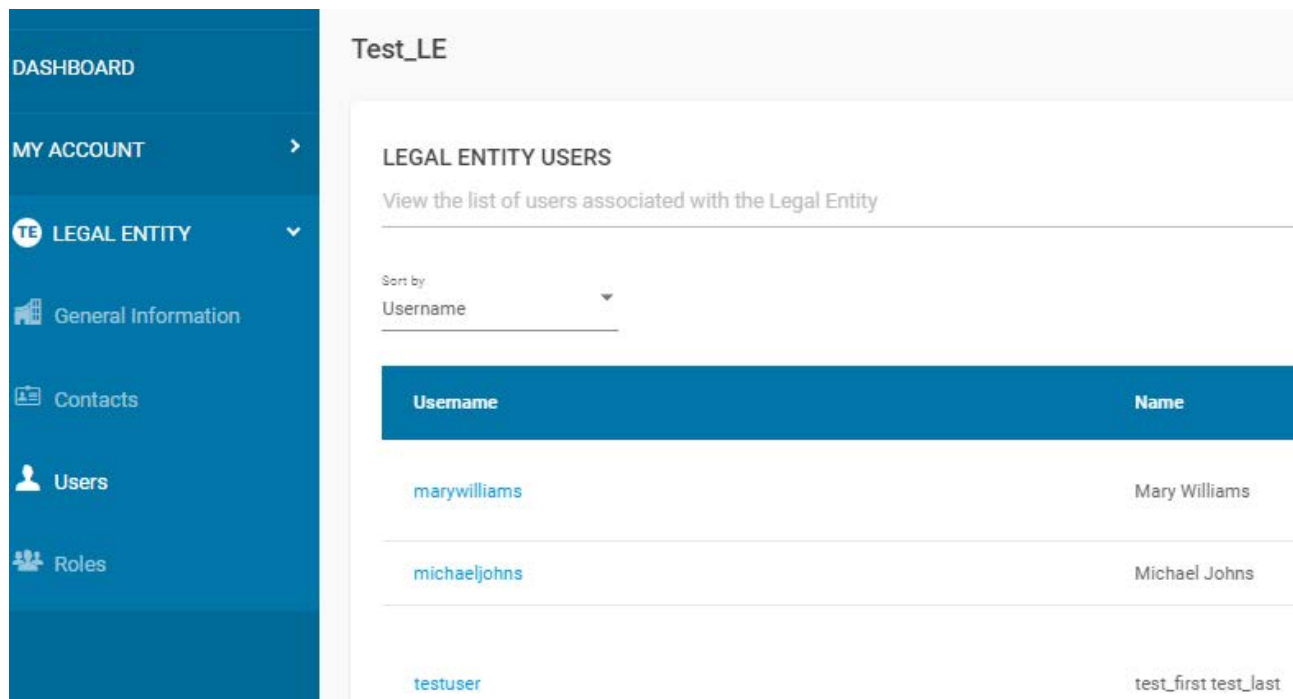 DASHBOARD
MY ACCOUNT
TE LEGAL ENTITY
General Information
Contacts
Users
Roles
Test_LE
LEGAL ENTITY USERS
View the list of users associated with the Legal Entity
Sort by
Username
Username Name
marywilliams Mary Williams
michaeljohns Michael Johns
testuser test_first test_last